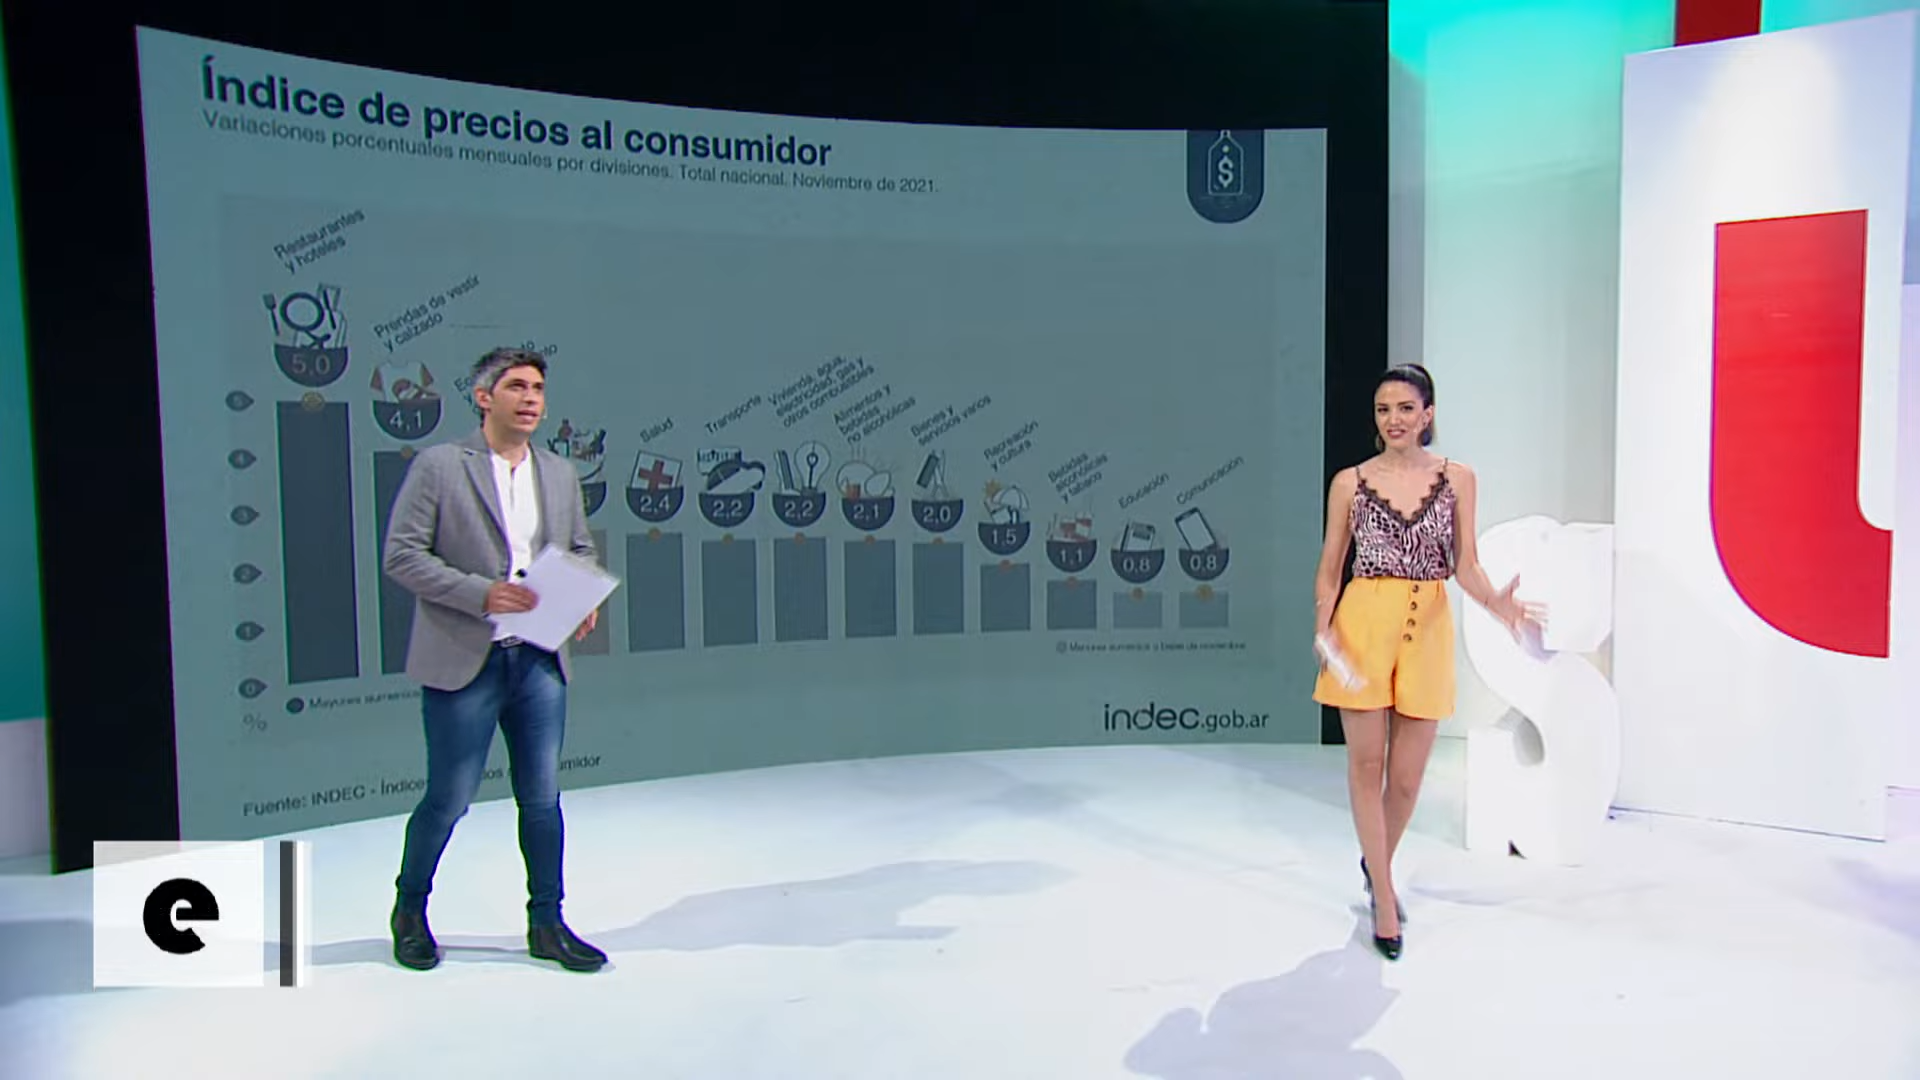 Índice de precios al consumidor
Variaciones porcentuales mensuales por divisiones. Total nacional. Noviembre de 2021.
$
Restaurantes
y hoteles
5,0
Prendas de vestir
y calzado
4,1
Salud
2,4
Transporte
2,2
Vivienda, agua,
electricidad, gas y
otros combustibles
2,2
Alimentos y
bebidas
no alcohólicas
2,1
Bienes y
servicios varios
2,0
Recreación
y cultura
1,5
Bebidas
alcohólicas
y tabaco
1,1
Educación
0,8
Comunicación
0,8
5
4
3
2
1
0
%
Mayores
indec.gob.ar
Fuente: INDEC - Índice
e